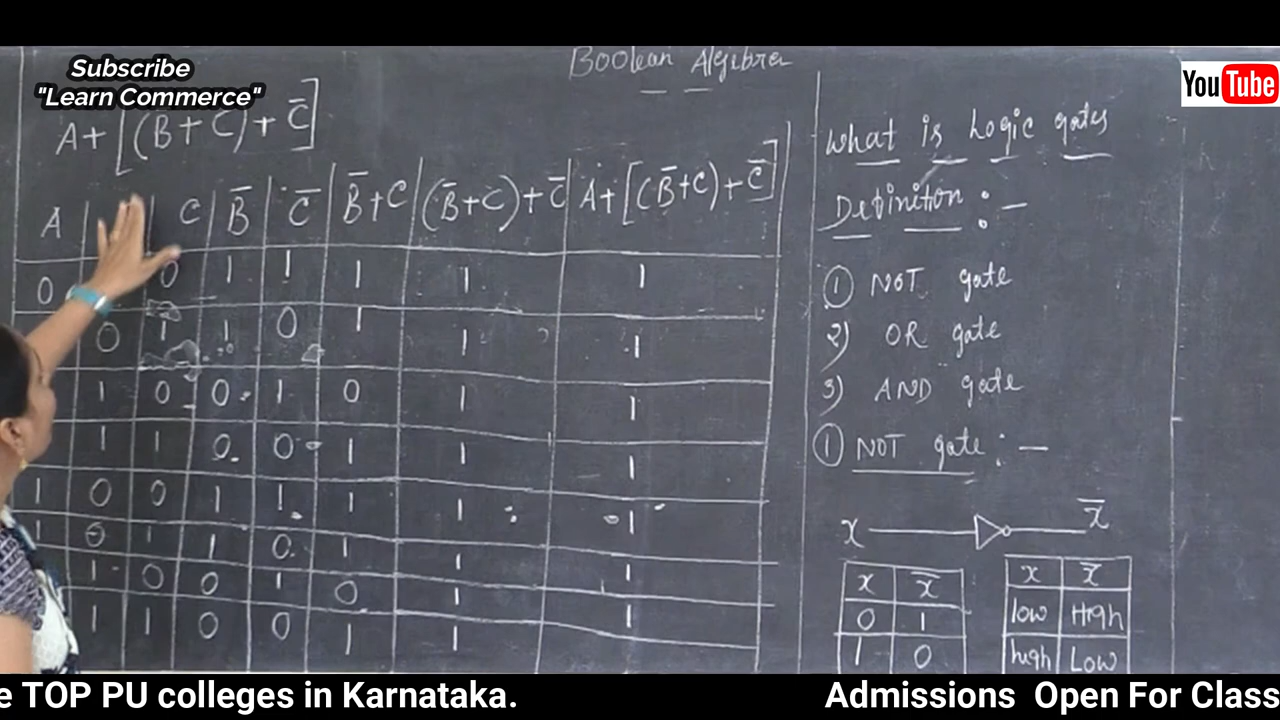 Boolean Algebra
Subscribe
"Learn Commerce"
YouTube
A+[(B̄+C)+C̄]
A C B̄ C̄ B̄+C (B̄+C)+C̄ A+[(B̄+C)+C̄]
0 0 1 1 1 1 1
0 1 1 0 1 1 1
1 0 0 1 0 1 1
1 1 0 0 1 1 1
1 0 0 1 1 1 1 1
1 0 1 1 0 1 1 1
1 0 0 1 0 1 1
1 1 0 0 1 1 1
What is Logic gates
Definition :-
① NOT gate
2) OR gate
3) AND gate
① NOT gate :-
x x̄
x x̄
0 1
1 0
x x̄
low High
high Low
e TOP PU colleges in Karnataka.
Admissions Open For Class